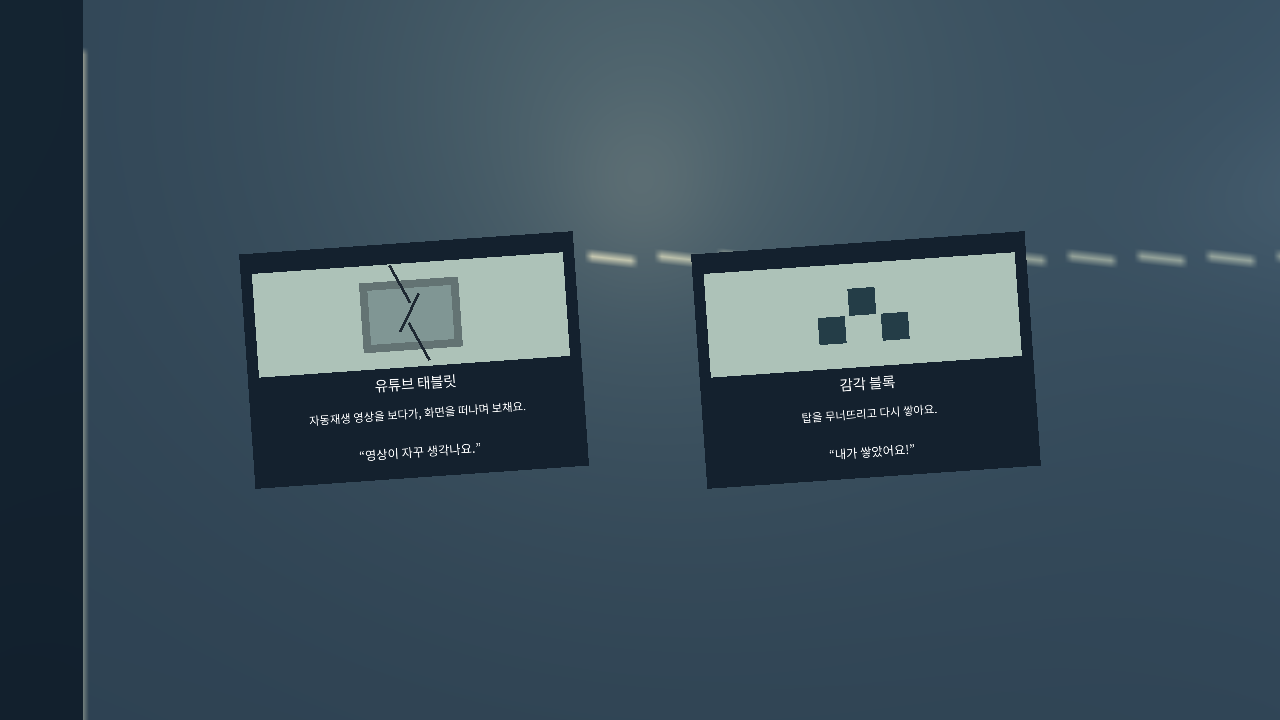 유튜브 태블릿
자동재생 영상을 보다가, 화면을 떠나며 보채요.
“영상이 자꾸 생각나요.”
감각 블록
탑을 무너뜨리고 다시 쌓아요.
“내가 쌓았어요!”